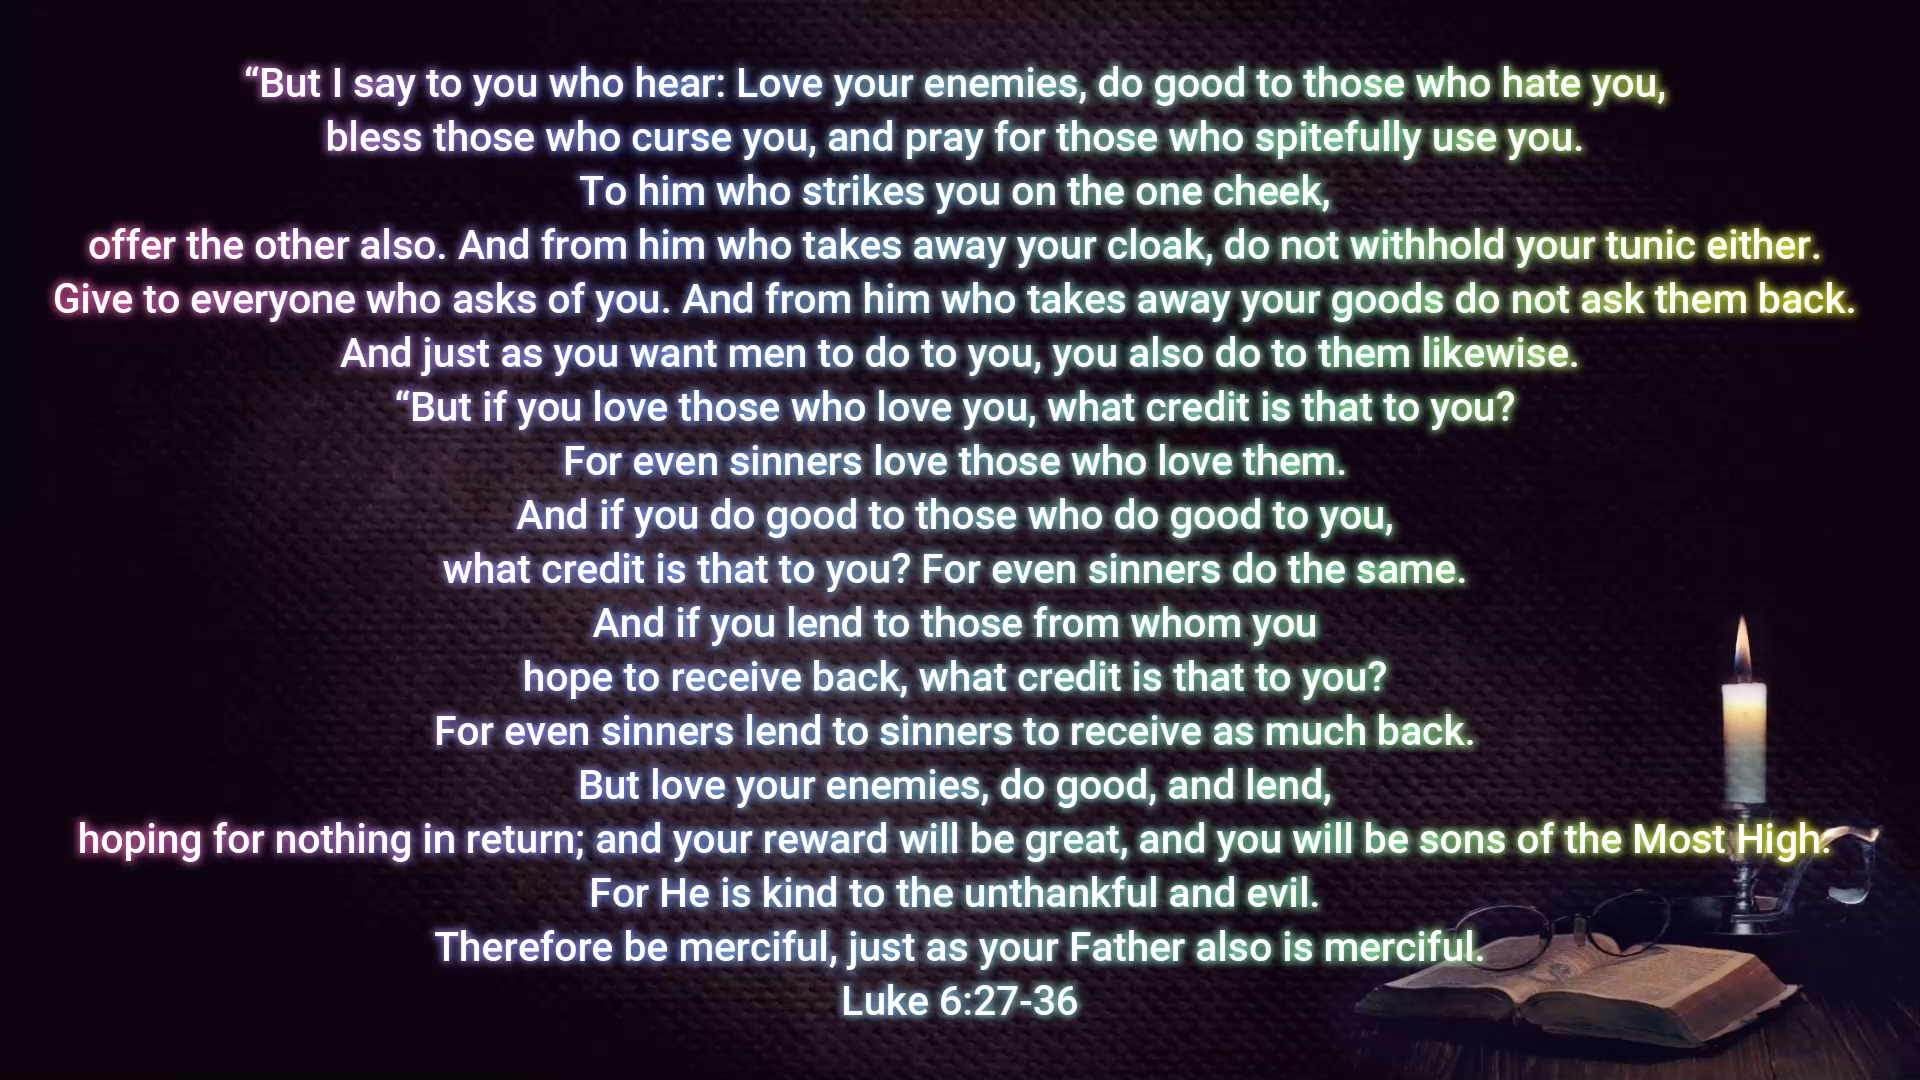 “But I say to you who hear: Love your enemies, do good to those who hate you,
bless those who curse you, and pray for those who spitefully use you.
To him who strikes you on the one cheek,
offer the other also. And from him who takes away your cloak, do not withhold your tunic either.
Give to everyone who asks of you. And from him who takes away your goods do not ask them back.
And just as you want men to do to you, you also do to them likewise.
“But if you love those who love you, what credit is that to you?
For even sinners love those who love them.
And if you do good to those who do good to you,
what credit is that to you? For even sinners do the same.
And if you lend to those from whom you
hope to receive back, what credit is that to you?
For even sinners lend to sinners to receive as much back.
But love your enemies, do good, and lend,
hoping for nothing in return; and your reward will be great, and you will be sons of the Most High.
For He is kind to the unthankful and evil.
Therefore be merciful, just as your Father also is merciful.
Luke 6:27-36